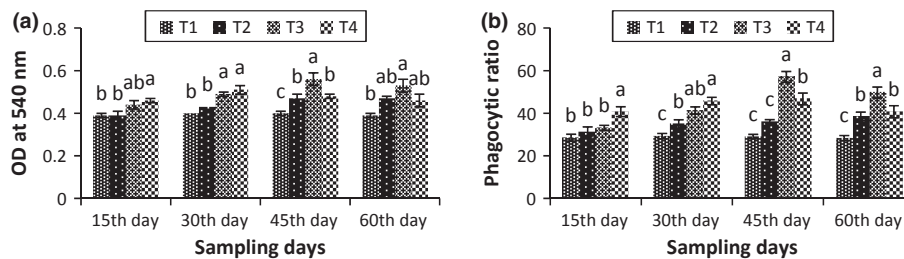 (a)
T1 T2 T3 T4
OD at 540 nm
0.8
0.6
0.4
0.2
0
b b ab a
b b a a
c b a b
b ab a ab
15th day 30th day 45th day 60th day
Sampling days
(b)
T1 T2 T3 T4
Phagocytic ratio
80
60
40
20
0
b b b a
c b ab a
c c a b
c b a b
15th day 30th day 45th day 60th day
Sampling days